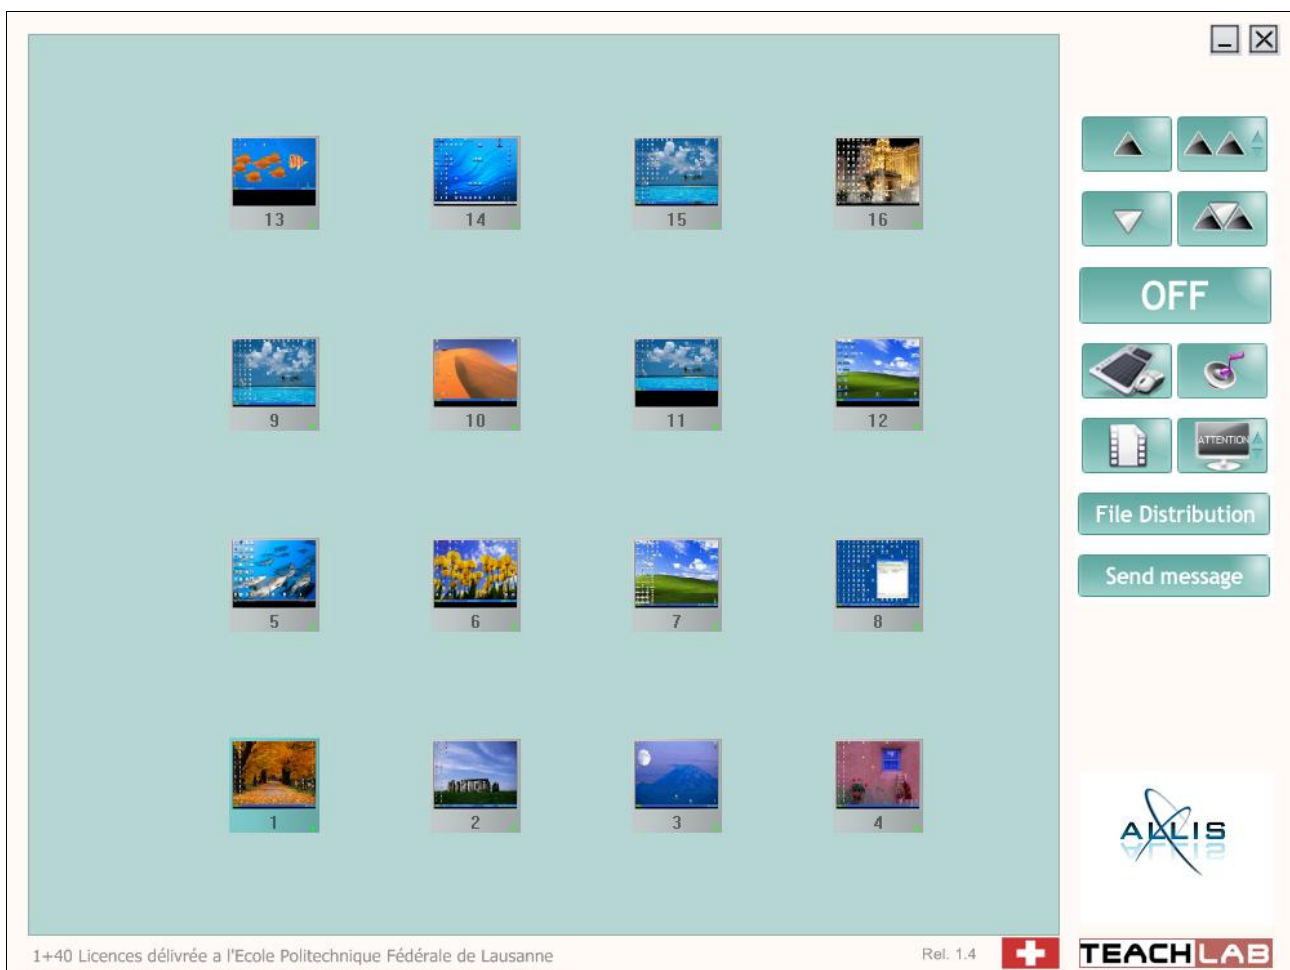 13
14
15
16
9
10
11
12
5
6
7
8
1
2
3
4
OFF
ATTENTION
File Distribution
Send message
ALLIS
1+40 Licences délivrée a l'Ecole Politechnique Fédérale de Lausanne
Rel. 1.4
TEACHLAB